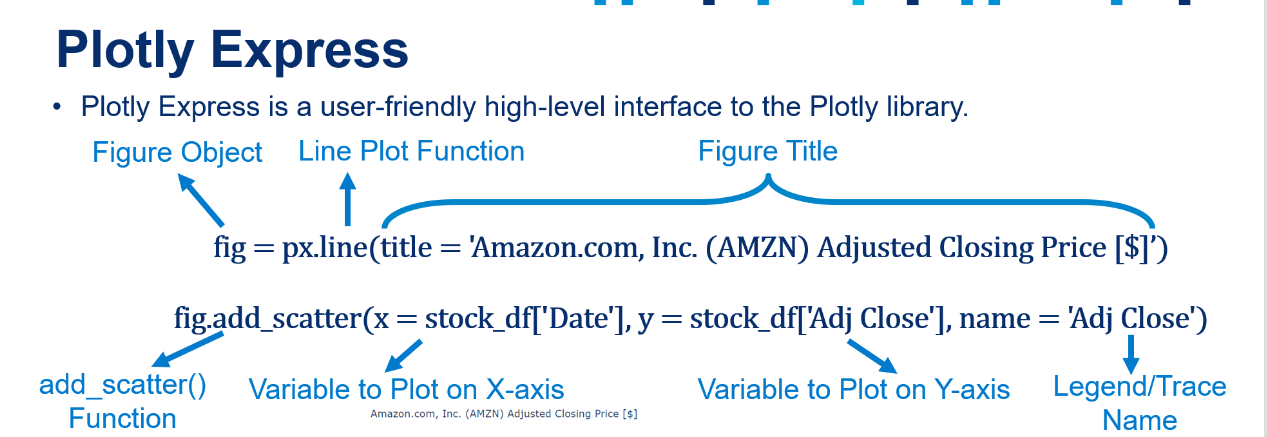 Plotly Express
• Plotly Express is a user-friendly high-level interface to the Plotly library.
Figure Object Line Plot Function Figure Title
fig = px.line(title = 'Amazon.com, Inc. (AMZN) Adjusted Closing Price [$]’)
fig.add_scatter(x = stock_df['Date'], y = stock_df['Adj Close'], name = 'Adj Close')
add_scatter() Variable to Plot on X-axis Variable to Plot on Y-axis Legend/Trace
Function Name
Amazon.com, Inc. (AMZN) Adjusted Closing Price [$]